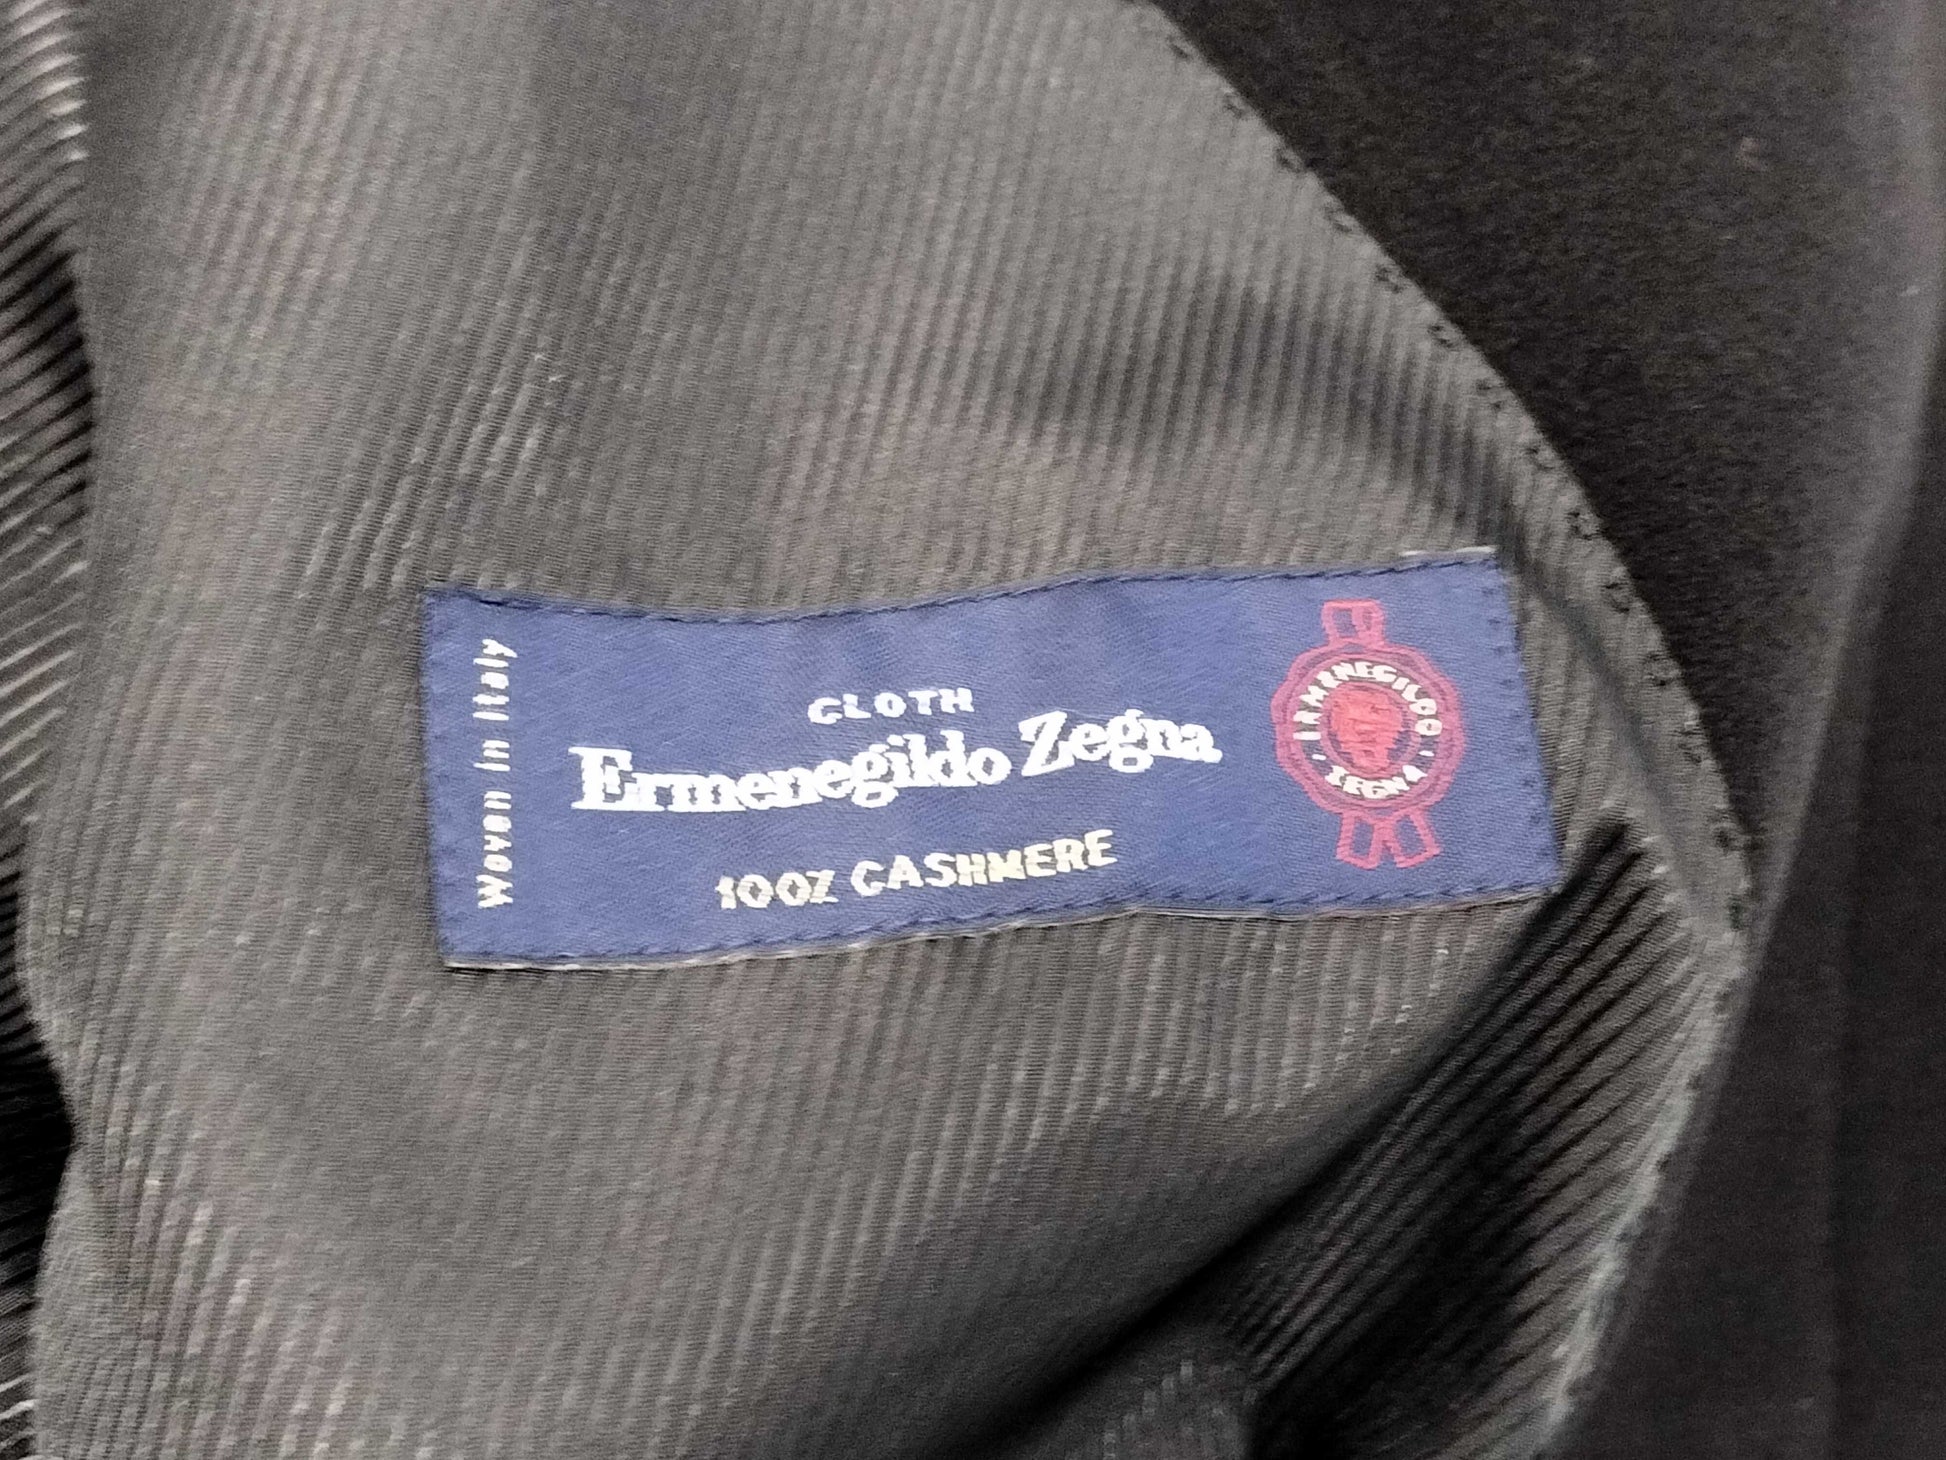 Woven in Italy
CLOTH
Ermenegildo Zegna
100% CASHMERE
ERMENEGILDO
ZEGNA